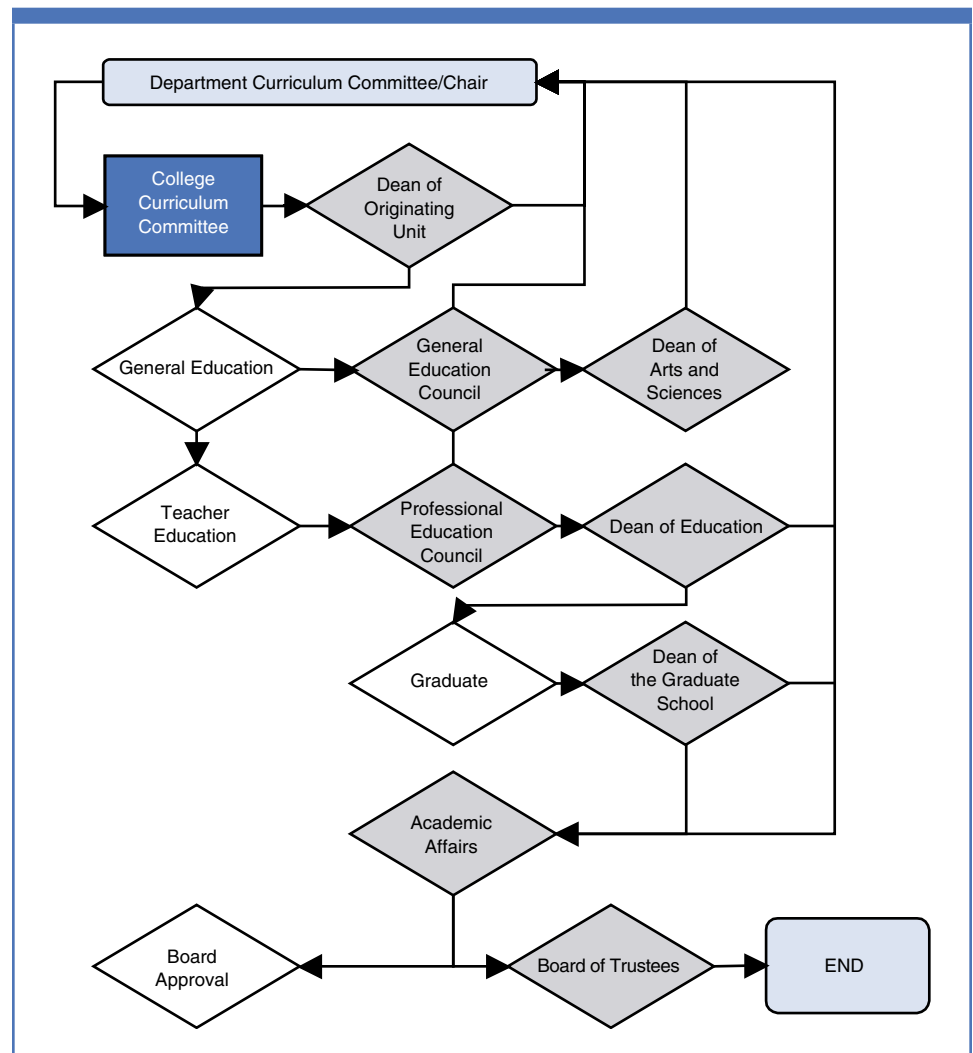 Department Curriculum Committee/Chair
College
Curriculum
Committee
Dean of
Originating
Unit
General Education
General
Education
Council
Dean of
Arts and
Sciences
Teacher
Education
Professional
Education
Council
Dean of Education
Graduate
Dean of
the Graduate
School
Academic
Affairs
Board
Approval
Board of Trustees
END